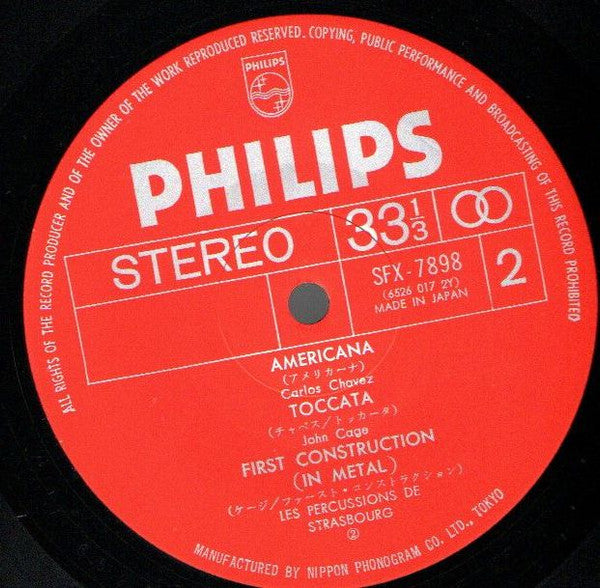 ALL RIGHTS OF THE RECORD PRODUCER AND OF THE OWNER OF THE WORK REPRODUCED RESERVED. COPYING, PUBLIC PERFORMANCE AND BROADCASTING OF THIS RECORD PROHIBITED
PHILIPS
PHILIPS
STEREO
33 1/3
SFX-7898
(6526 017 2Y)
MADE IN JAPAN
2
AMERICANA
(アメリカーナ)
Carlos Chavez
TOCCATA
(チャベス/トッカータ)
John Cage
FIRST CONSTRUCTION
(IN METAL)
(ケージ/ファースト・コンストラクション)
LES PERCUSSIONS DE
STRASBOURG
②
MANUFACTURED BY NIPPON PHONOGRAM CO. LTD., TOKYO